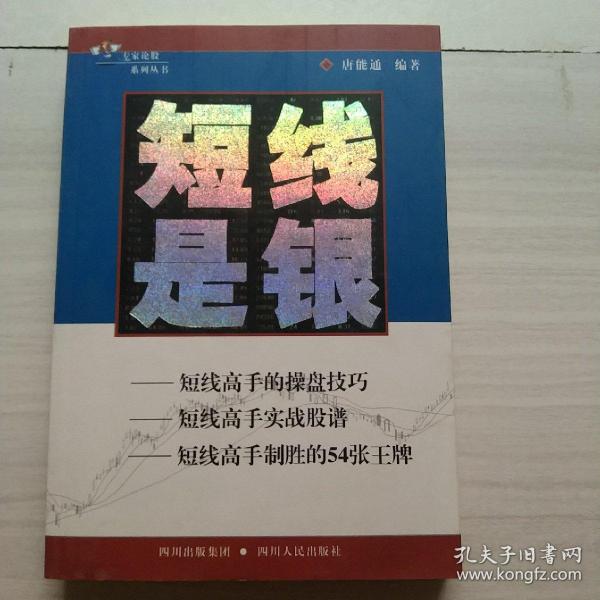 专家论股
系列丛书
唐能通 编著
短线
是银
——短线高手的操盘技巧
——短线高手实战股谱
——短线高手制胜的54张王牌
四川出版集团 ● 四川人民出版社
孔夫子旧书网
www.kongfz.com